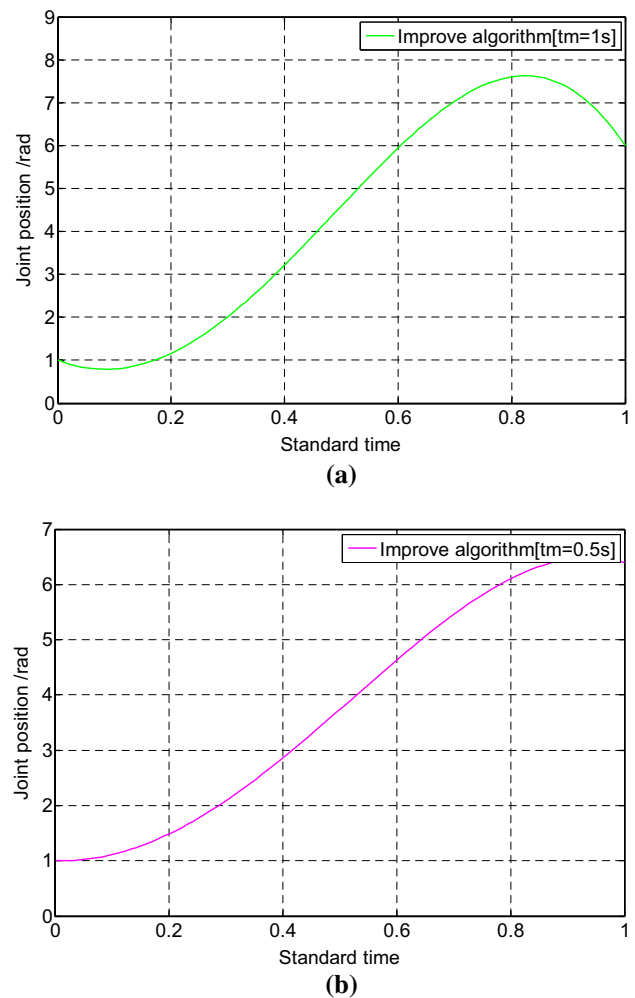 9
8
7
6
5
4
3
2
1
0
Joint position /rad
Improve algorithm[tm=1s]
0 0.2 0.4 0.6 0.8 1
Standard time
(a)
7
6
5
4
3
2
1
0
Joint position /rad
Improve algorithm[tm=0.5s]
0 0.2 0.4 0.6 0.8 1
Standard time
(b)